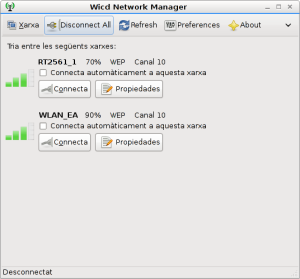 Wicd Network Manager
Xarxa Disconnect All Refresh Preferences About
Tria entre les següents xarxes:
RT2561_1 70% WEP Canal 10
Connecta automàticament a aquesta xarxa
Connecta Propiedades
WLAN_EA 90% WEP Canal 10
Connecta automàticament a aquesta xarxa
Connecta Propiedades
Desconnectat